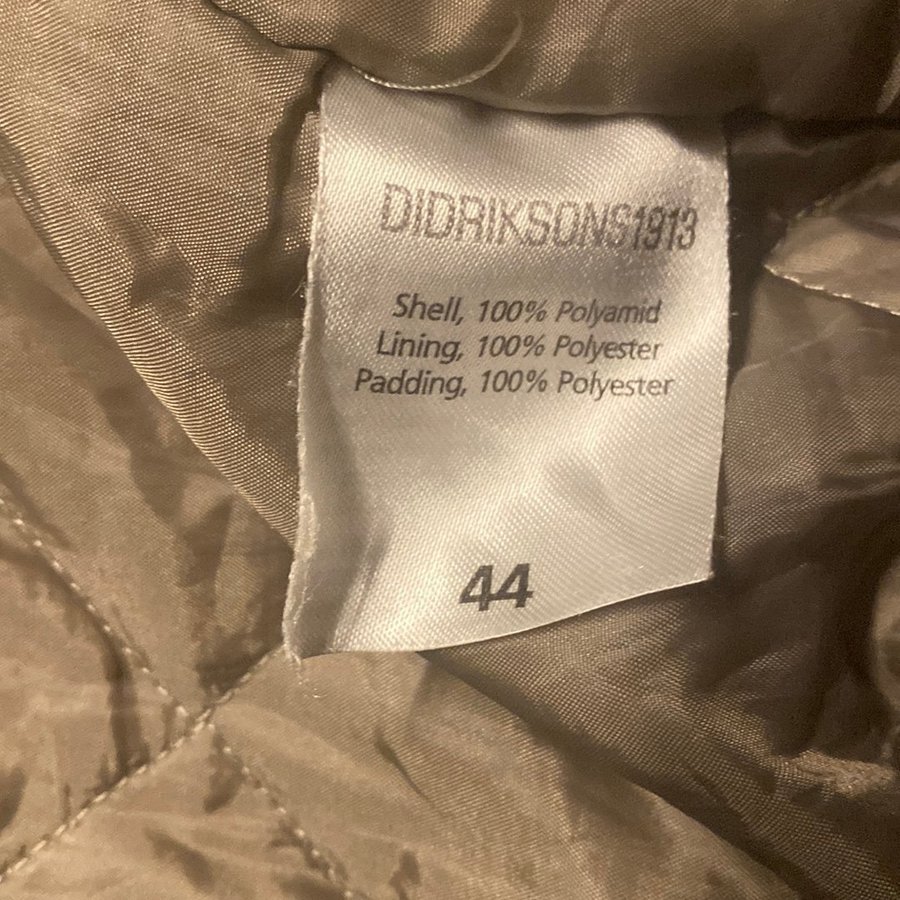 DIDRIKSONS1913
Shell, 100% Polyamid
Lining, 100% Polyester
Padding, 100% Polyester
44